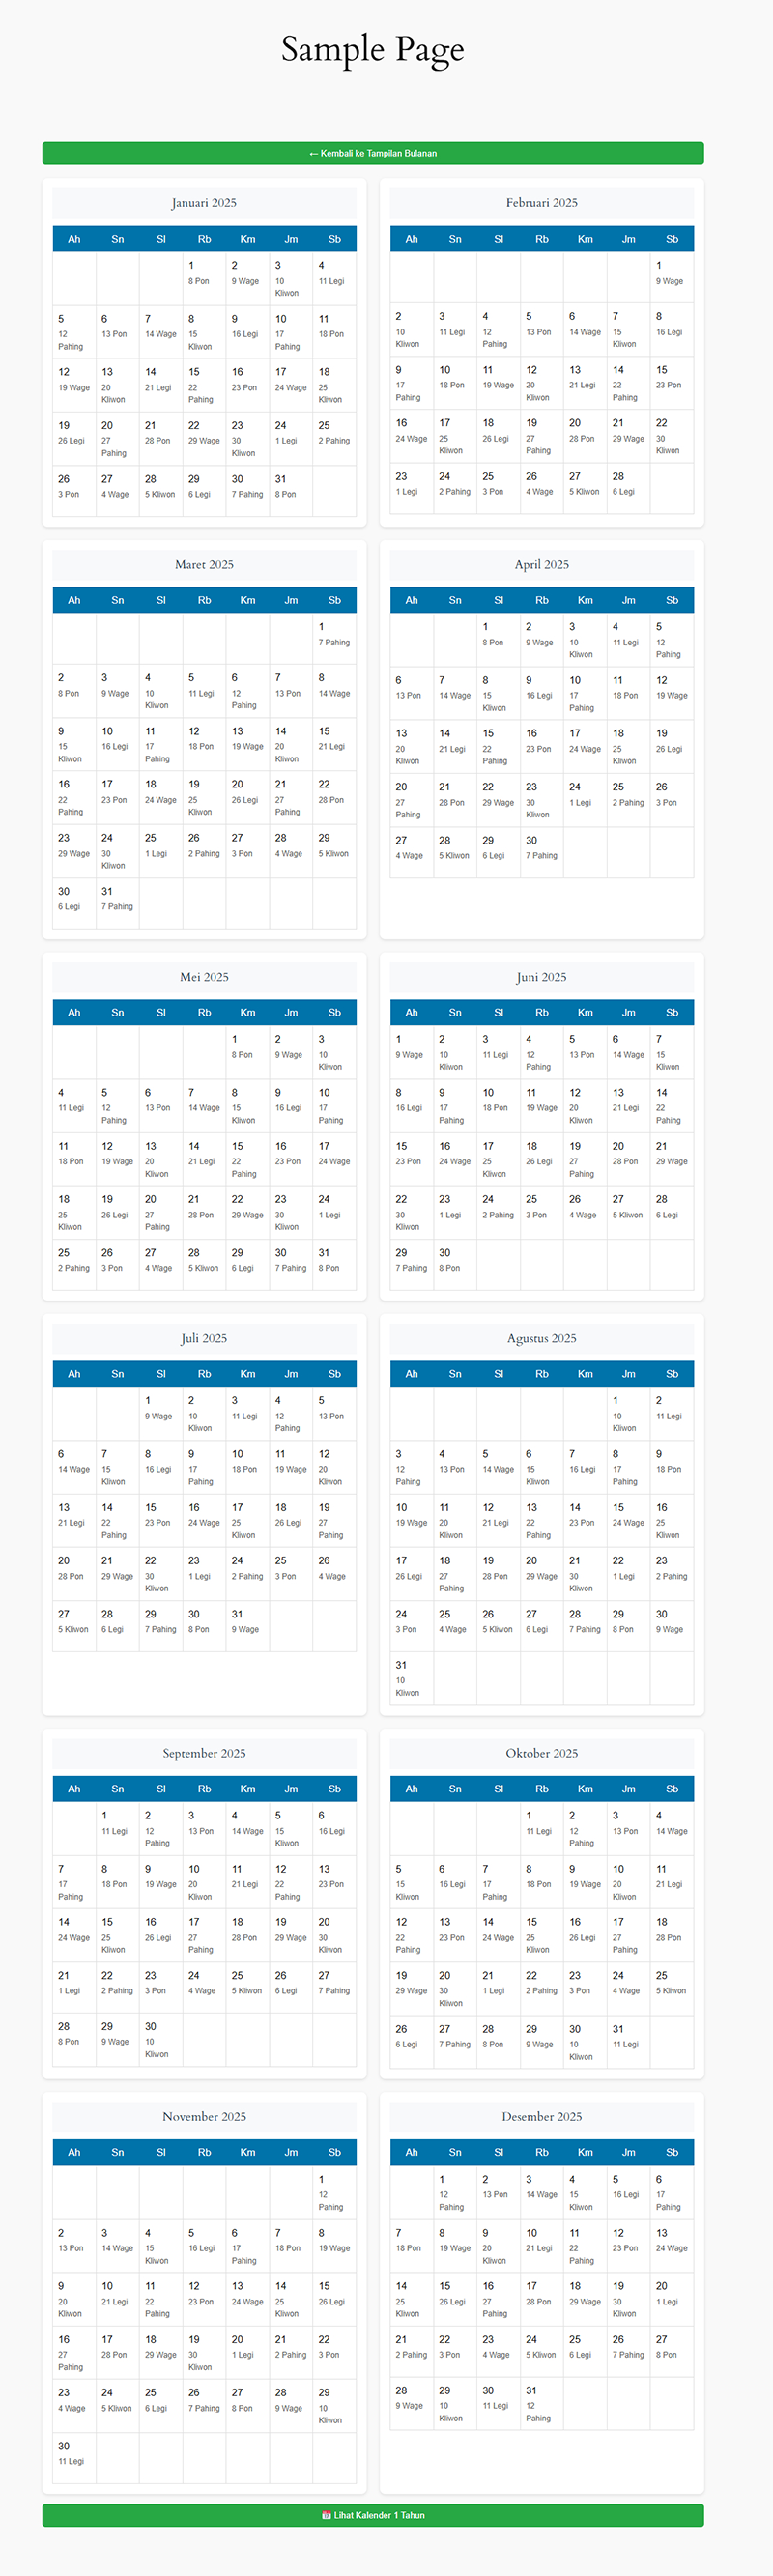 Sample Page
← Kembali ke Tampilan Bulanan
Januari 2025
Ah Sn Sl Rb Km Jm Sb
1 2 3 4
8 Pon 9 Wage 10 Kliwon 11 Legi
5 6 7 8 9 10 11
12 Pahing 13 Pon 14 Wage 15 Kliwon 16 Legi 17 Pahing 18 Pon
12 13 14 15 16 17 18
19 Wage 20 Kliwon 21 Legi 22 Pahing 23 Pon 24 Wage 25 Kliwon
19 20 21 22 23 24 25
26 Legi 27 Pahing 28 Pon 29 Wage 30 Kliwon 1 Legi 2 Pahing
26 27 28 29 30 31
3 Pon 4 Wage 5 Kliwon 6 Legi 7 Pahing 8 Pon
Februari 2025
Ah Sn Sl Rb Km Jm Sb
1
9 Wage
2 3 4 5 6 7 8
10 Kliwon 11 Legi 12 Pahing 13 Pon 14 Wage 15 Kliwon 16 Legi
9 10 11 12 13 14 15
17 Pahing 18 Pon 19 Wage 20 Kliwon 21 Legi 22 Pahing 23 Pon
16 17 18 19 20 21 22
24 Wage 25 Kliwon 26 Legi 27 Pahing 28 Pon 29 Wage 30 Kliwon
23 24 25 26 27 28
1 Legi 2 Pahing 3 Pon 4 Wage 5 Kliwon 6 Legi
Maret 2025
Ah Sn Sl Rb Km Jm Sb
1
7 Pahing
2 3 4 5 6 7 8
8 Pon 9 Wage 10 Kliwon 11 Legi 12 Pahing 13 Pon 14 Wage
9 10 11 12 13 14 15
15 Kliwon 16 Legi 17 Pahing 18 Pon 19 Wage 20 Kliwon 21 Legi
16 17 18 19 20 21 22
22 Pahing 23 Pon 24 Wage 25 Kliwon 26 Legi 27 Pahing 28 Pon
23 24 25 26 27 28 29
29 Wage 30 Kliwon 1 Legi 2 Pahing 3 Pon 4 Wage 5 Kliwon
30 31
6 Legi 7 Pahing
April 2025
Ah Sn Sl Rb Km Jm Sb
1 2 3 4 5
8 Pon 9 Wage 10 Kliwon 11 Legi 12 Pahing
6 7 8 9 10 11 12
13 Pon 14 Wage 15 Kliwon 16 Legi 17 Pahing 18 Pon 19 Wage
13 14 15 16 17 18 19
20 Kliwon 21 Legi 22 Pahing 23 Pon 24 Wage 25 Kliwon 26 Legi
20 21 22 23 24 25 26
27 Pahing 28 Pon 29 Wage 30 Kliwon 1 Legi 2 Pahing 3 Pon
27 28 29 30
4 Wage 5 Kliwon 6 Legi 7 Pahing
Mei 2025
Ah Sn Sl Rb Km Jm Sb
1 2 3
8 Pon 9 Wage 10 Kliwon
4 5 6 7 8 9 10
11 Legi 12 Pahing 13 Pon 14 Wage 15 Kliwon 16 Legi 17 Pahing
11 12 13 14 15 16 17
18 Pon 19 Wage 20 Kliwon 21 Legi 22 Pahing 23 Pon 24 Wage
18 19 20 21 22 23 24
25 Kliwon 26 Legi 27 Pahing 28 Pon 29 Wage 30 Kliwon 1 Legi
25 26 27 28 29 30 31
2 Pahing 3 Pon 4 Wage 5 Kliwon 6 Legi 7 Pahing 8 Pon
Juni 2025
Ah Sn Sl Rb Km Jm Sb
1 2 3 4 5 6 7
9 Wage 10 Kliwon 11 Legi 12 Pahing 13 Pon 14 Wage 15 Kliwon
8 9 10 11 12 13 14
16 Legi 17 Pahing 18 Pon 19 Wage 20 Kliwon 21 Legi 22 Pahing
15 16 17 18 19 20 21
23 Pon 24 Wage 25 Kliwon 26 Legi 27 Pahing 28 Pon 29 Wage
22 23 24 25 26 27 28
30 Kliwon 1 Legi 2 Pahing 3 Pon 4 Wage 5 Kliwon 6 Legi
29 30
7 Pahing 8 Pon
Juli 2025
Ah Sn Sl Rb Km Jm Sb
1 2 3 4 5
9 Wage 10 Kliwon 11 Legi 12 Pahing 13 Pon
6 7 8 9 10 11 12
14 Wage 15 Kliwon 16 Legi 17 Pahing 18 Pon 19 Wage 20 Kliwon
13 14 15 16 17 18 19
21 Legi 22 Pahing 23 Pon 24 Wage 25 Kliwon 26 Legi 27 Pahing
20 21 22 23 24 25 26
28 Pon 29 Wage 30 Kliwon 1 Legi 2 Pahing 3 Pon 4 Wage
27 28 29 30 31
5 Kliwon 6 Legi 7 Pahing 8 Pon 9 Wage
Agustus 2025
Ah Sn Sl Rb Km Jm Sb
1 2
10 Kliwon 11 Legi
3 4 5 6 7 8 9
12 Pahing 13 Pon 14 Wage 15 Kliwon 16 Legi 17 Pahing 18 Pon
10 11 12 13 14 15 16
19 Wage 20 Kliwon 21 Legi 22 Pahing 23 Pon 24 Wage 25 Kliwon
17 18 19 20 21 22 23
26 Legi 27 Pahing 28 Pon 29 Wage 30 Kliwon 1 Legi 2 Pahing
24 25 26 27 28 29 30
3 Pon 4 Wage 5 Kliwon 6 Legi 7 Pahing 8 Pon 9 Wage
31
10 Kliwon
September 2025
Ah Sn Sl Rb Km Jm Sb
1 2 3 4 5 6
11 Legi 12 Pahing 13 Pon 14 Wage 15 Kliwon 16 Legi
7 8 9 10 11 12 13
17 Pahing 18 Pon 19 Wage 20 Kliwon 21 Legi 22 Pahing 23 Pon
14 15 16 17 18 19 20
24 Wage 25 Kliwon 26 Legi 27 Pahing 28 Pon 29 Wage 30 Kliwon
21 22 23 24 25 26 27
1 Legi 2 Pahing 3 Pon 4 Wage 5 Kliwon 6 Legi 7 Pahing
28 29 30
8 Pon 9 Wage 10 Kliwon
Oktober 2025
Ah Sn Sl Rb Km Jm Sb
1 2 3 4
11 Legi 12 Pahing 13 Pon 14 Wage
5 6 7 8 9 10 11
15 Kliwon 16 Legi 17 Pahing 18 Pon 19 Wage 20 Kliwon 21 Legi
12 13 14 15 16 17 18
22 Pahing 23 Pon 24 Wage 25 Kliwon 26 Legi 27 Pahing 28 Pon
19 20 21 22 23 24 25
29 Wage 30 Kliwon 1 Legi 2 Pahing 3 Pon 4 Wage 5 Kliwon
26 27 28 29 30 31
6 Legi 7 Pahing 8 Pon 9 Wage 10 Kliwon 11 Legi
November 2025
Ah Sn Sl Rb Km Jm Sb
1
12 Pahing
2 3 4 5 6 7 8
13 Pon 14 Wage 15 Kliwon 16 Legi 17 Pahing 18 Pon 19 Wage
9 10 11 12 13 14 15
20 Kliwon 21 Legi 22 Pahing 23 Pon 24 Wage 25 Kliwon 26 Legi
16 17 18 19 20 21 22
27 Pahing 28 Pon 29 Wage 30 Kliwon 1 Legi 2 Pahing 3 Pon
23 24 25 26 27 28 29
4 Wage 5 Kliwon 6 Legi 7 Pahing 8 Pon 9 Wage 10 Kliwon
30
11 Legi
Desember 2025
Ah Sn Sl Rb Km Jm Sb
1 2 3 4 5 6
12 Pahing 13 Pon 14 Wage 15 Kliwon 16 Legi 17 Pahing
7 8 9 10 11 12 13
18 Pon 19 Wage 20 Kliwon 21 Legi 22 Pahing 23 Pon 24 Wage
14 15 16 17 18 19 20
25 Kliwon 26 Legi 27 Pahing 28 Pon 29 Wage 30 Kliwon 1 Legi
21 22 23 24 25 26 27
2 Pahing 3 Pon 4 Wage 5 Kliwon 6 Legi 7 Pahing 8 Pon
28 29 30 31
9 Wage 10 Kliwon 11 Legi 12 Pahing
📅 Lihat Kalender 1 Tahun